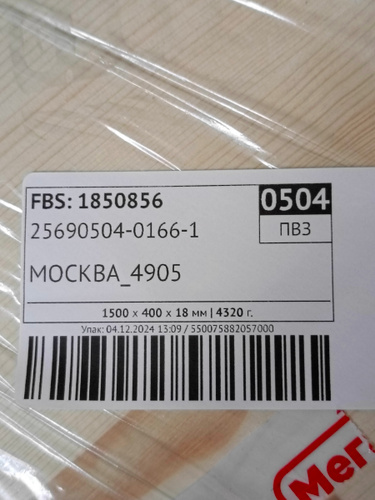 FBS: 1850856
0504
25690504-0166-1
ПВЗ
МОСКВА_4905
1500 x 400 x 18 мм | 4320 г.
Упак: 04.12.2024 13:09 / 550075882057000
Мег